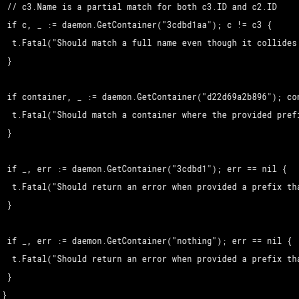 // c3.Name is a partial match for both c3.ID and c2.ID
if c, _ := daemon.GetContainer("3cdbd1aa"); c != c3 {
t.Fatal("Should match a full name even though it collides
}
if container, _ := daemon.GetContainer("d22d69a2b896"); con
t.Fatal("Should match a container where the provided prefi
}
if _, err := daemon.GetContainer("3cdbd1"); err == nil {
t.Fatal("Should return an error when provided a prefix tha
}
if _, err := daemon.GetContainer("nothing"); err == nil {
t.Fatal("Should return an error when provided a prefix tha
}
}